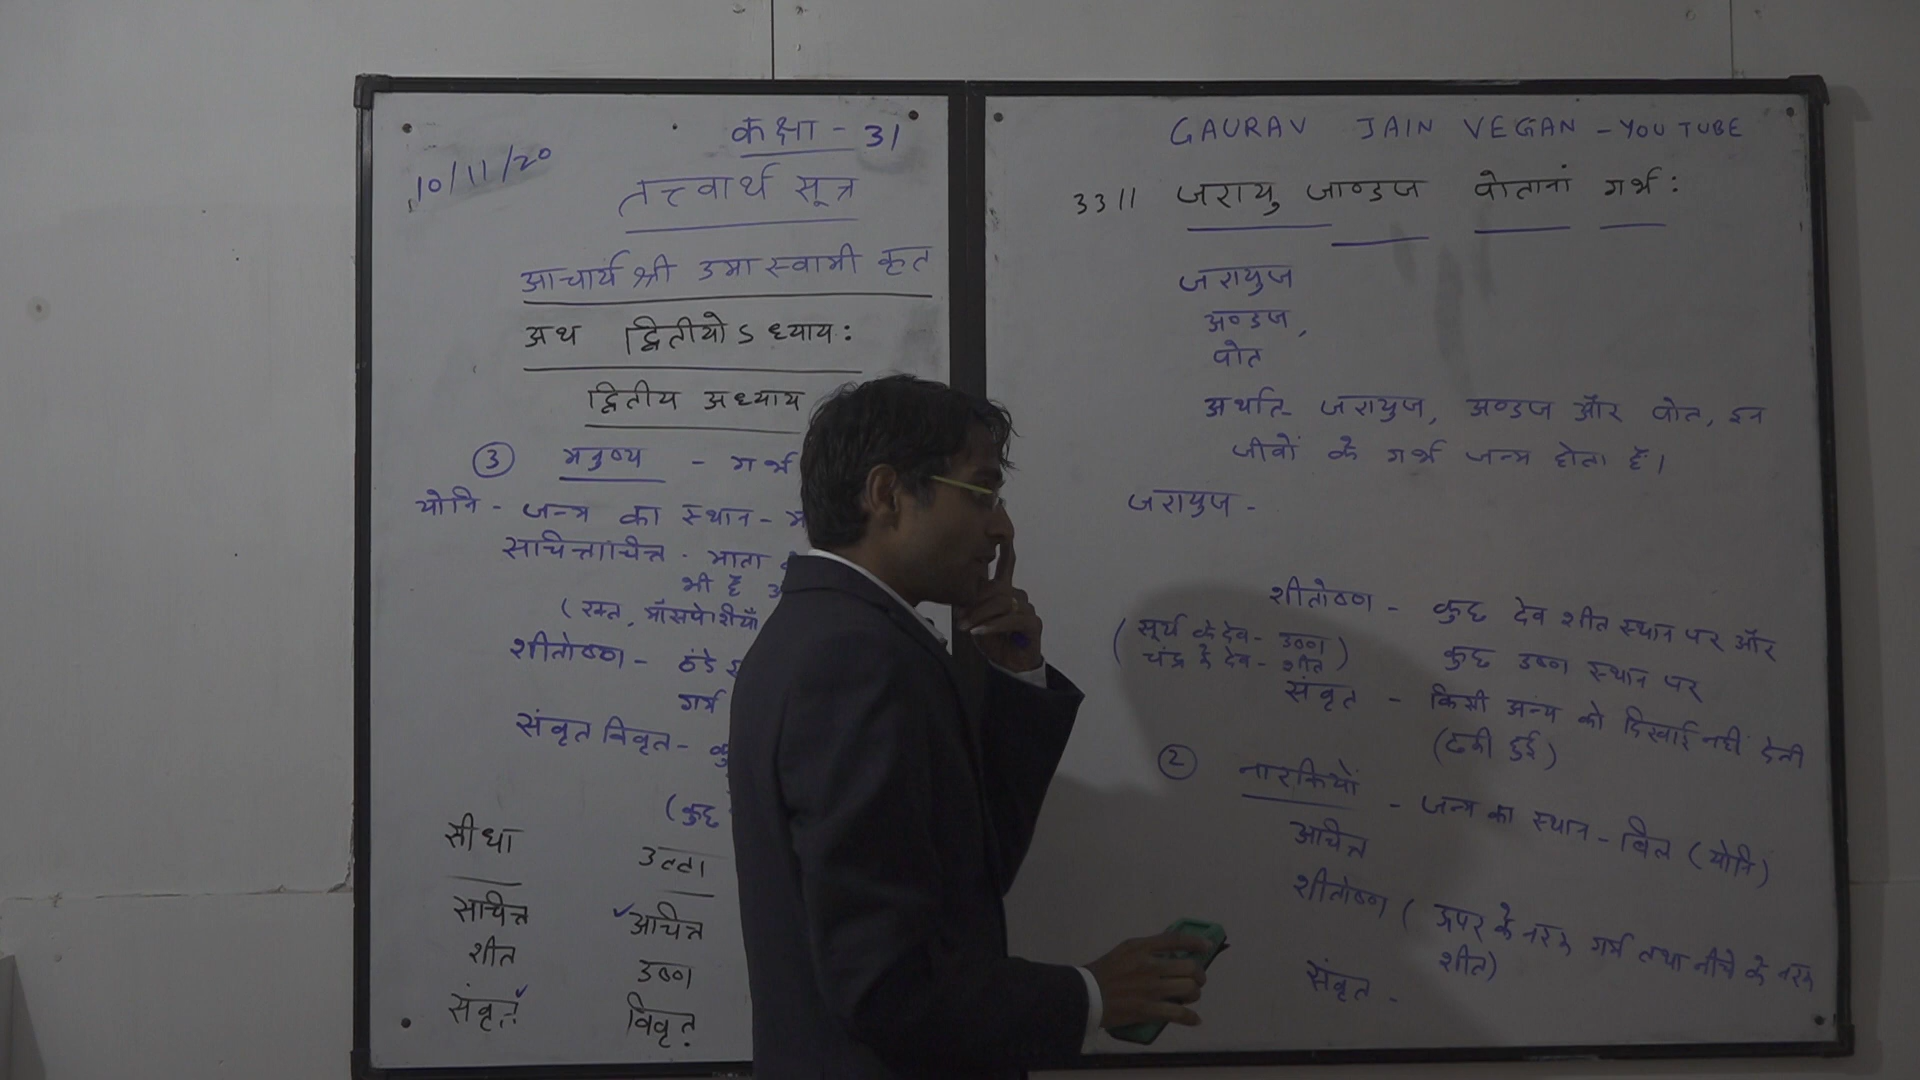 कक्षा - 31
10/11/20
तत्त्वार्थ सूत्र
आचार्य श्री उमास्वामी कृत
अथ द्वितीयोऽध्याय:
द्वितीय अध्याय
③ मनुष्य - गर्भ
योनि - जन्म का स्थान -
सचित्ताचित्त - माता
भी है
(रक्त, माँसपेशीयाँ
शीतोष्ण - ठंडे
गर्म
संवृत विवृत -
(कुछ
सीधा उल्टा
सचित्त ✓अचित्त
शीत उष्ण
संवृत ✓ विवृत
GAURAV JAIN VEGAN - YOUTUBE
33।। जरायु जाण्डज पोतानां गर्भ:
जरायुज
अण्डज,
पोत
अर्थात- जरायुज, अण्डज और पोत, इन
जीवों के गर्भ जन्म होता है।
जरायुज -
शीतोष्ण - कुछ देव शीत स्थान पर और
कुछ उष्ण स्थान पर
(सूर्य के देव - उष्ण
चंद्र के देव - शीत)
संवृत - किसी अन्य को दिखाई नहीं देती
(ढकी हुई)
② नारकियों - जन्म का स्थान - बिल (योनि)
अचित्त
शीतोष्ण (ऊपर के नरक गर्म तथा नीचे के नरक
शीत)
संवृत -